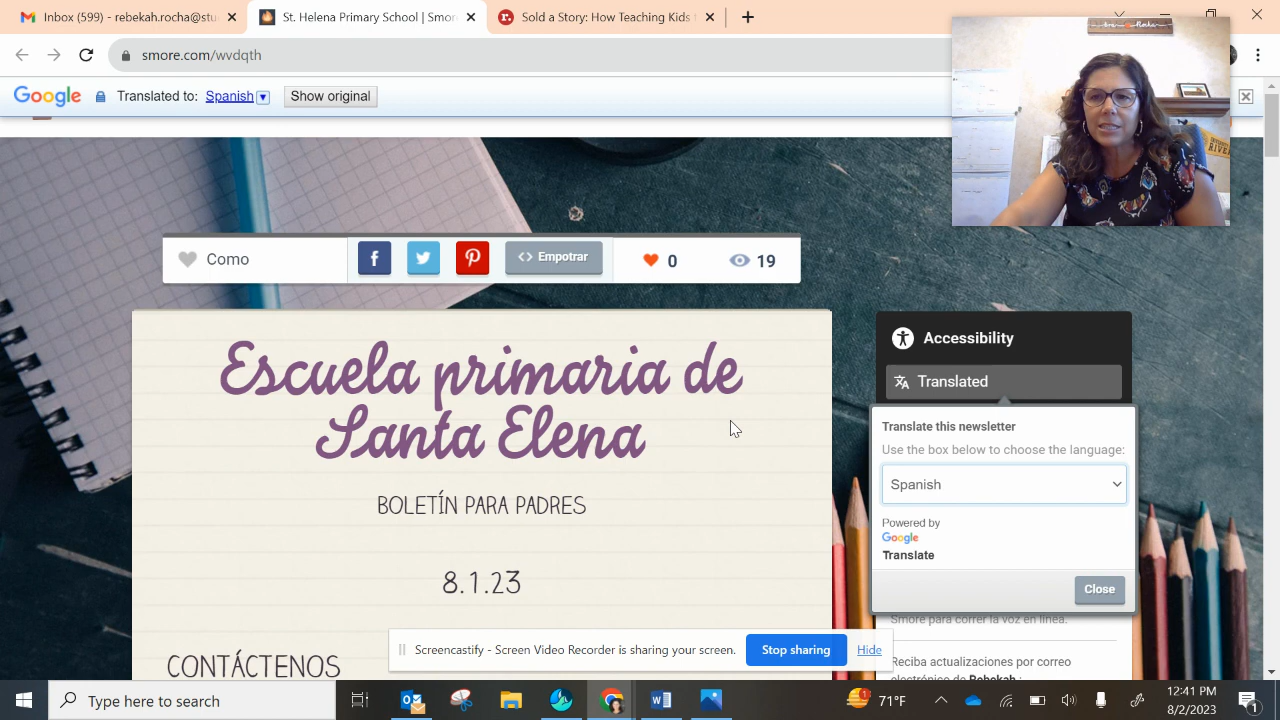 Inbox (599) - rebekah.rocha@stu
St. Helena Primary School | Smore
Sold a Story: How Teaching Kids t
smore.com/wvdqth
Google Translated to: Spanish Show original
Como
Empotrar
0
19
Escuela primaria de
Santa Elena
BOLETÍN PARA PADRES
8.1.23
CONTÁCTENOS
Accessibility
Translated
Translate this newsletter
Use the box below to choose the language:
Spanish
Powered by
Google
Translate
Close
Smore para correr la voz en línea.
Reciba actualizaciones por correo
electrónico de Rebekah :
Screencastify - Screen Video Recorder is sharing your screen.
Stop sharing
Hide
Type here to search
71°F
12:41 PM
8/2/2023